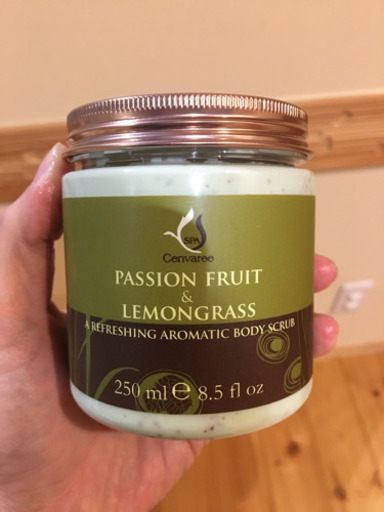 SPA
Cenvaree
PASSION FRUIT
&
LEMONGRASS
A REFRESHING AROMATIC BODY SCRUB
250 ml ℮ 8.5 fl oz